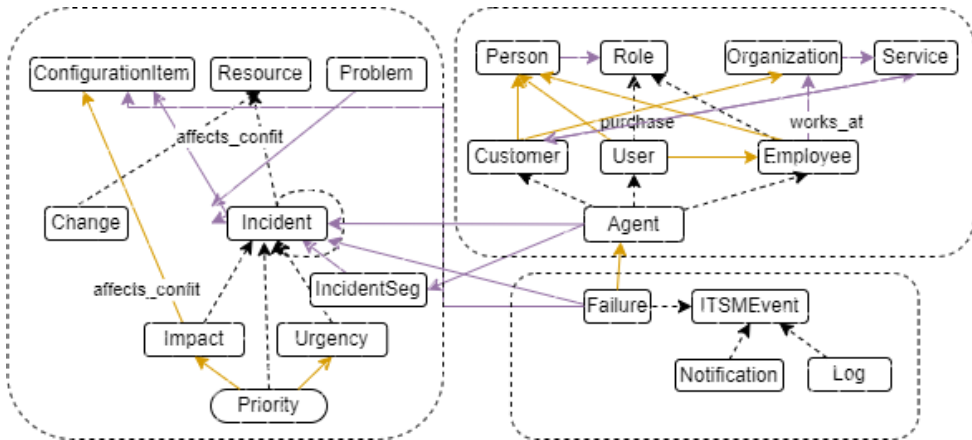 ConfigurationItem
Resource
Problem
affects_confit
Change
Incident
IncidentSeg
affects_confit
Impact
Urgency
Priority
Person
Role
Organization
Service
purchase
works_at
Customer
User
Employee
Agent
Failure
ITSMEvent
Notification
Log